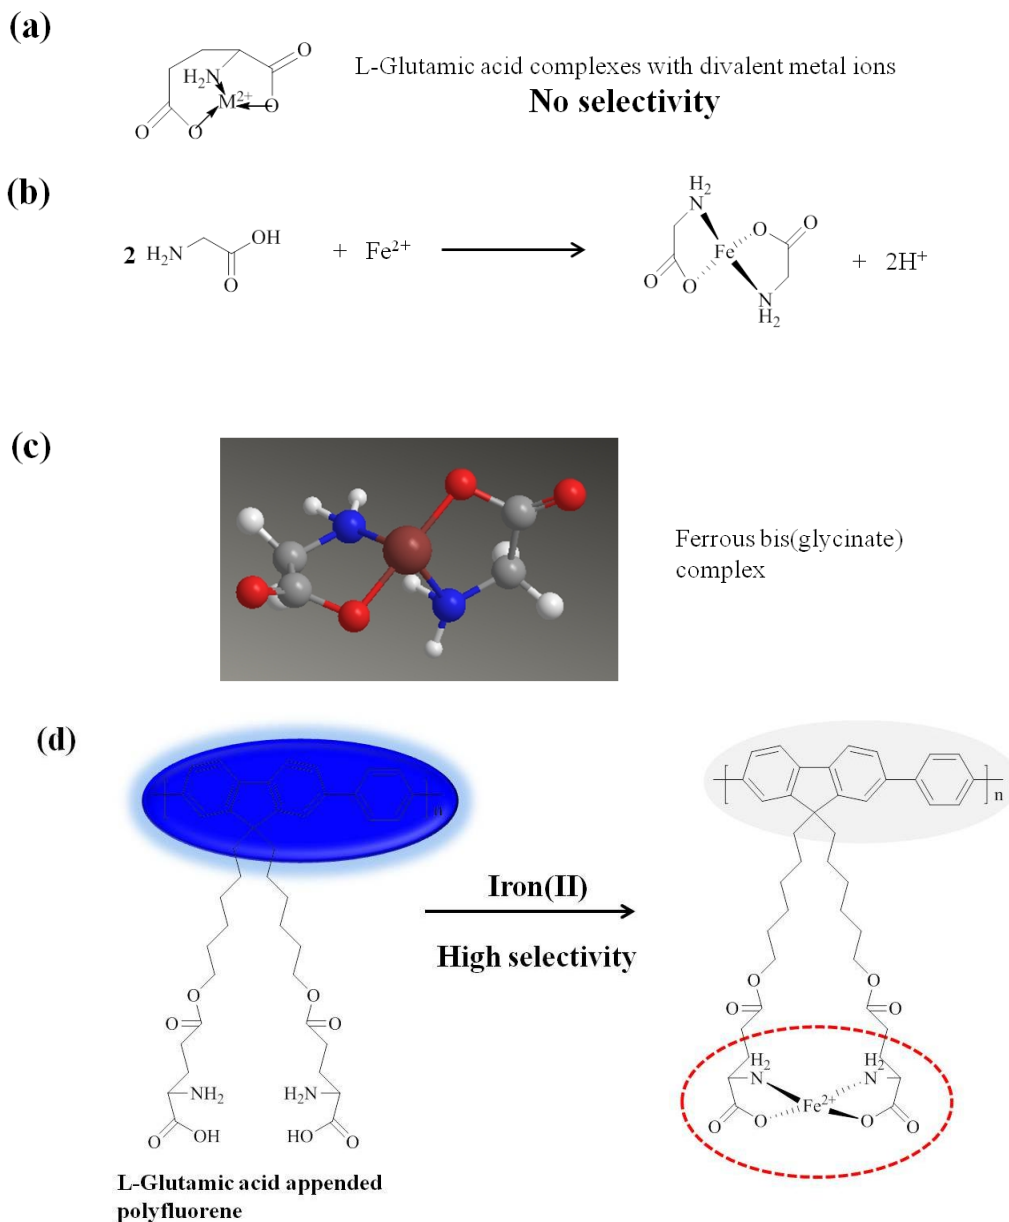 (a)
O
H₂N
M²⁺
O
O
O
L-Glutamic acid complexes with divalent metal ions
No selectivity
(b)
2 H₂N OH O + Fe²⁺
H₂
N
O
O
Fe
O
O
N
H₂
+ 2H⁺
(c)
Ferrous bis(glycinate)
complex
(d)
n
n
Iron(II)
High selectivity
O
O
O
O
NH₂
H₂N
O
OH
HO
O
O
O
O
O
H₂
N
H₂
N
Fe²⁺
O
O
O
O
L-Glutamic acid appended
polyfluorene